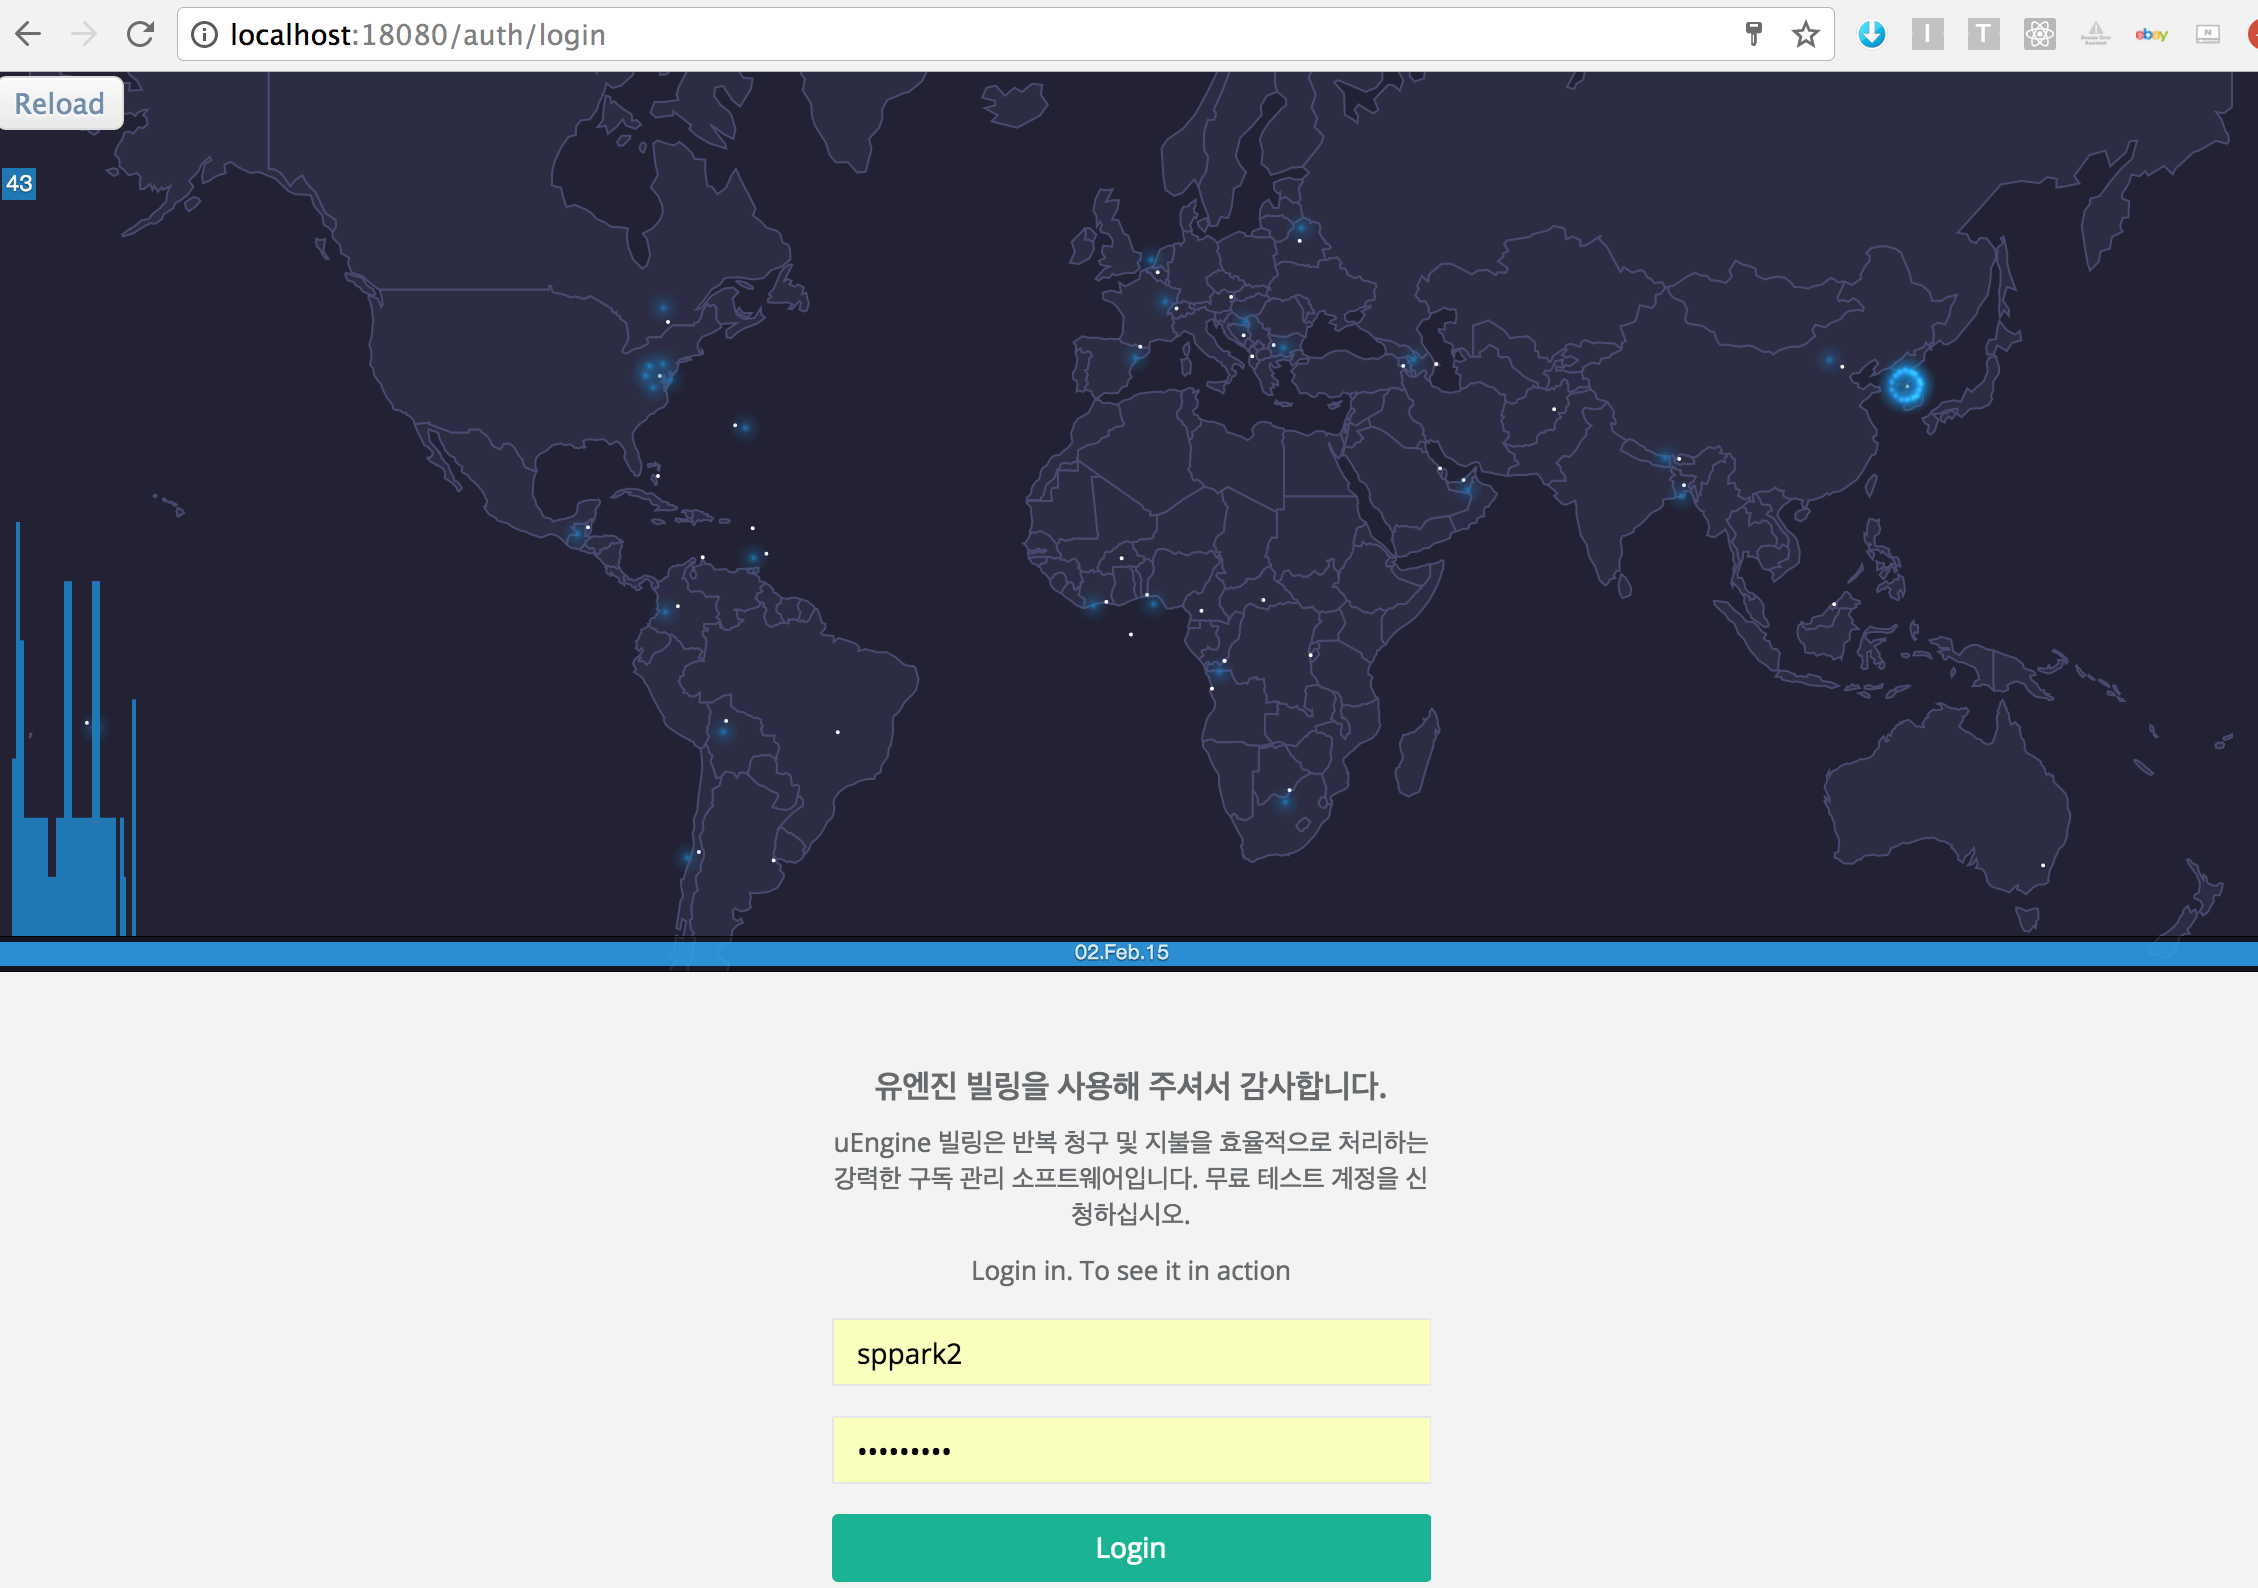 localhost:18080/auth/login
I
T
ebay
N
Reload
43
02.Feb.15
유엔진 빌링을 사용해 주셔서 감사합니다.
uEngine 빌링은 반복 청구 및 지불을 효율적으로 처리하는
강력한 구독 관리 소프트웨어입니다. 무료 테스트 계정을 신
청하십시오.
Login in. To see it in action
sppark2
•••••••••
Login